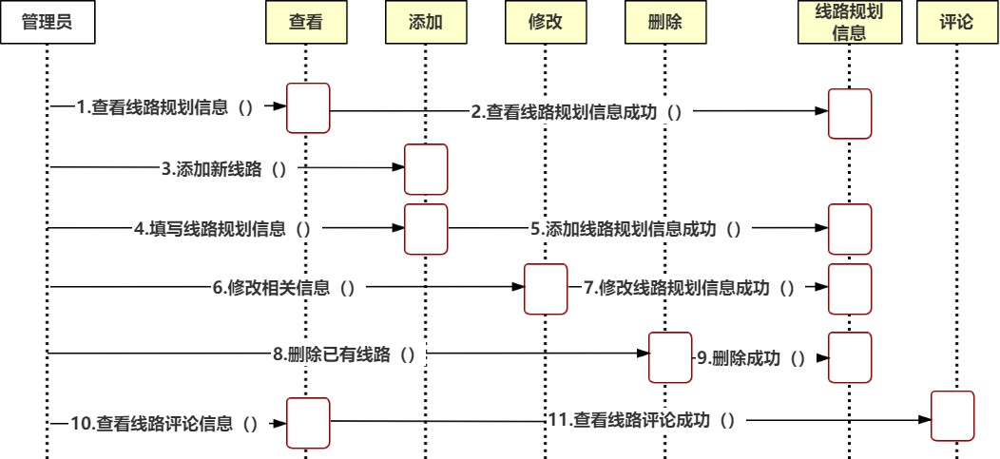 管理员
查看
添加
修改
删除
线路规划
信息
评论
1.查看线路规划信息（）
2.查看线路规划信息成功（）
3.添加新线路（）
4.填写线路规划信息（）
5.添加线路规划信息成功（）
6.修改相关信息（）
7.修改线路规划信息成功（）
8.删除已有线路（）
9.删除成功（）
10.查看线路评论信息（）
11.查看线路评论成功（）